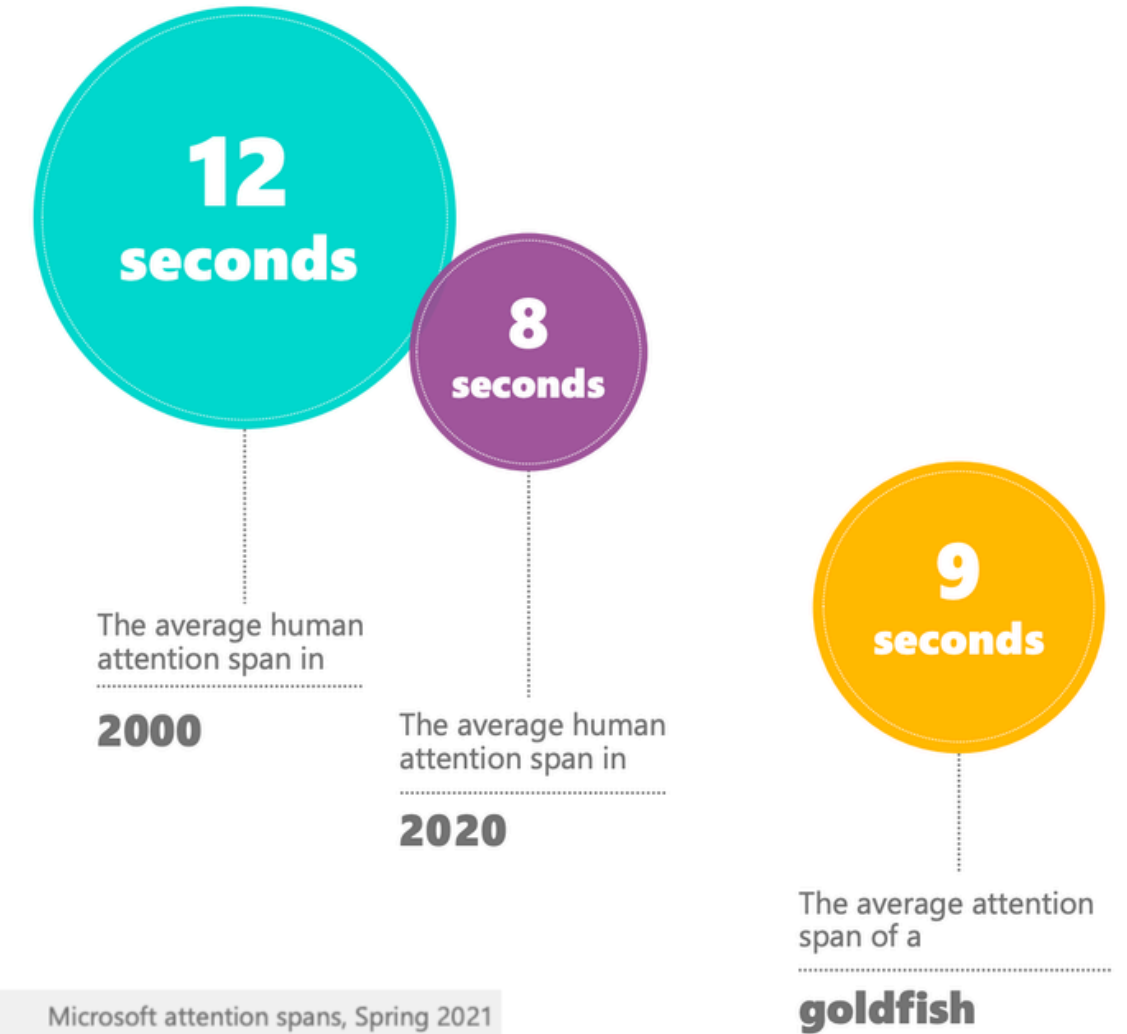 12
seconds
The average human
attention span in
2000
8
seconds
The average human
attention span in
2020
9
seconds
The average attention
span of a
goldfish
Microsoft attention spans, Spring 2021